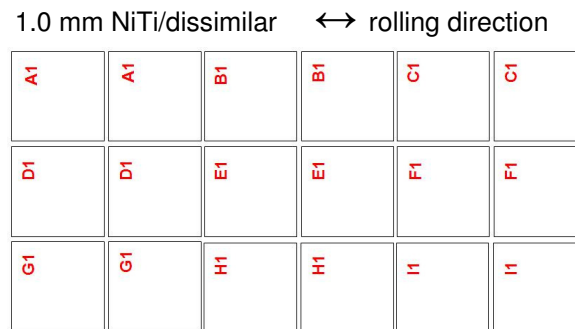 1.0 mm NiTi/dissimilar ↔ rolling direction
A1 A1 B1 B1 C1 C1
D1 D1 E1 E1 F1 F1
G1 G1 H1 H1 I1 I1